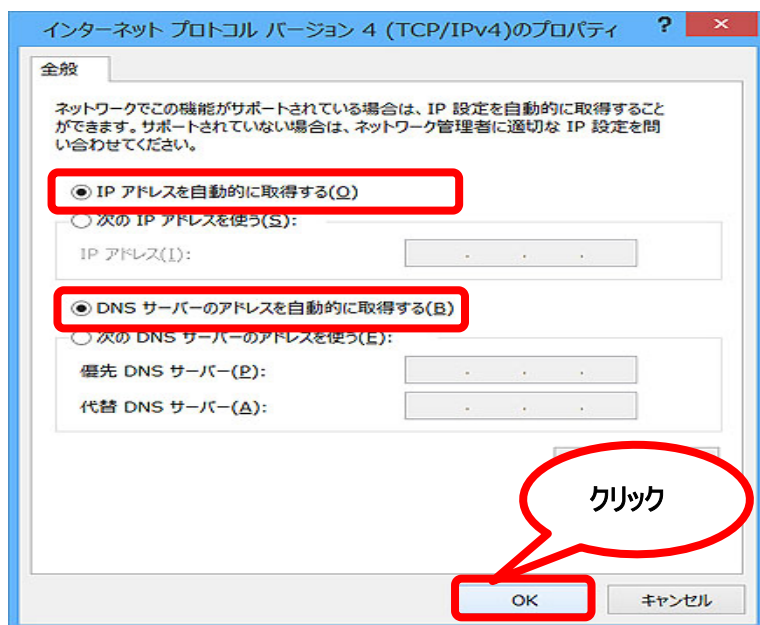 インターネット プロトコル バージョン 4 (TCP/IPv4)のプロパティ
?
×
全般
ネットワークでこの機能がサポートされている場合は、IP 設定を自動的に取得すること
ができます。サポートされていない場合は、ネットワーク管理者に適切な IP 設定を問
い合わせてください。
IP アドレスを自動的に取得する(O)
次の IP アドレスを使う(S):
IP アドレス(I):
DNS サーバーのアドレスを自動的に取得する(B)
次の DNS サーバーのアドレスを使う(E):
優先 DNS サーバー(P):
代替 DNS サーバー(A):
クリック
OK
キャンセル